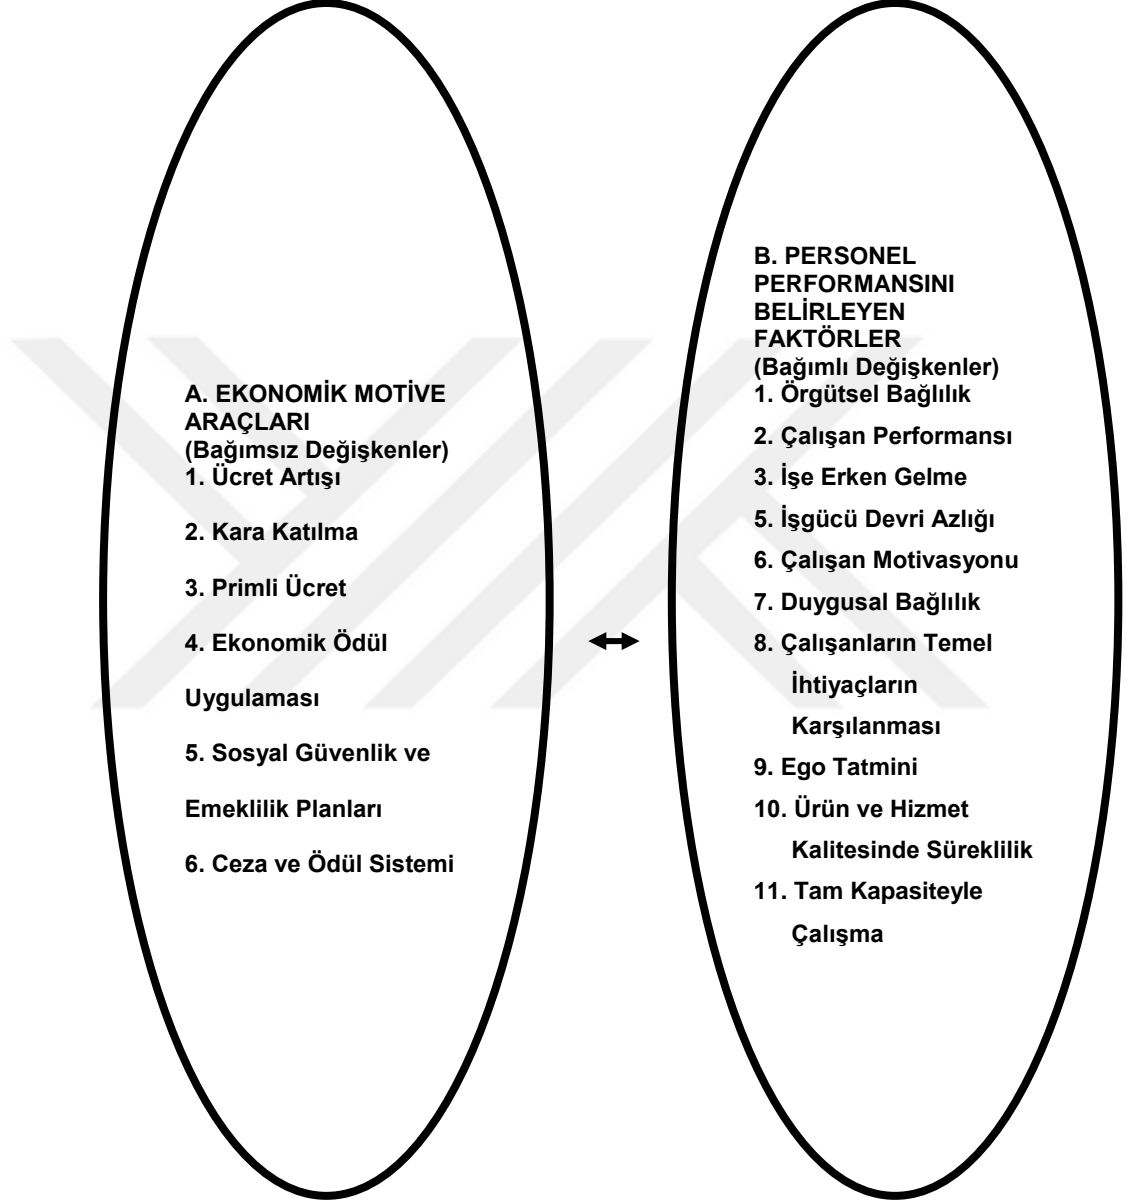 A. EKONOMİK MOTİVE
ARAÇLARI
(Bağımsız Değişkenler)
1. Ücret Artışı
2. Kara Katılma
3. Primli Ücret
4. Ekonomik Ödül
Uygulaması
5. Sosyal Güvenlik ve
Emeklilik Planları
6. Ceza ve Ödül Sistemi
B. PERSONEL
PERFORMANSINI
BELİRLEYEN
FAKTÖRLER
(Bağımlı Değişkenler)
1. Örgütsel Bağlılık
2. Çalışan Performansı
3. İşe Erken Gelme
5. İşgücü Devri Azlığı
6. Çalışan Motivasyonu
7. Duygusal Bağlılık
8. Çalışanların Temel
İhtiyaçların
Karşılanması
9. Ego Tatmini
10. Ürün ve Hizmet
Kalitesinde Süreklilik
11. Tam Kapasiteyle
Çalışma